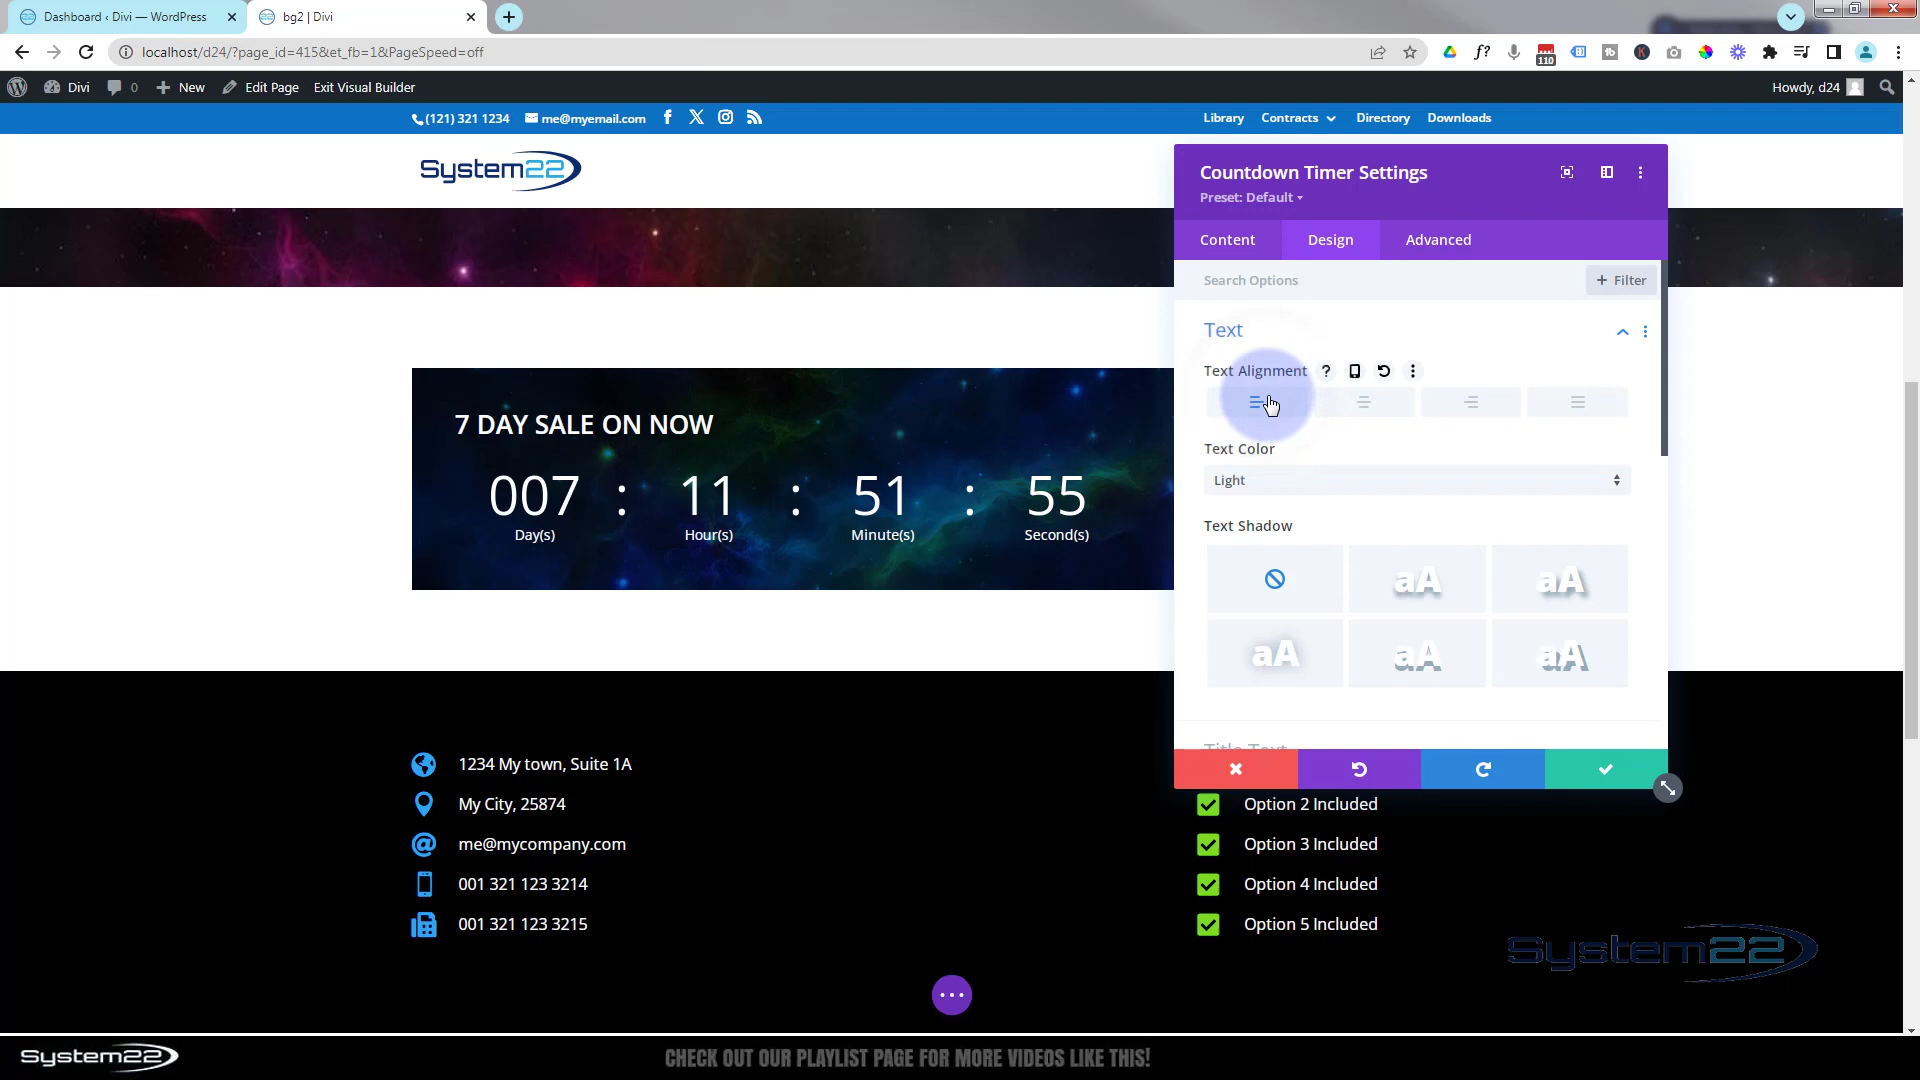 Dashboard ‹ Divi — WordPress
bg2 | Divi
localhost/d24/?page_id=415&et_fb=1&PageSpeed=off
f?
110
Divi
0
New
Edit Page
Exit Visual Builder
Howdy, d24
(121) 321 1234
me@myemail.com
Library
Contracts
Directory
Downloads
System22
Countdown Timer Settings
Preset: Default
Content
Design
Advanced
Search Options
+ Filter
Text
Text Alignment
?
Text Color
Light
Text Shadow
aA
aA
aA
aA
aA
Title Text
7 DAY SALE ON NOW
007 : 11 : 51 : 55
Day(s) Hour(s) Minute(s) Second(s)
1234 My town, Suite 1A
My City, 25874
me@mycompany.com
001 321 123 3214
001 321 123 3215
Option 2 Included
Option 3 Included
Option 4 Included
Option 5 Included
System22
System22
CHECK OUT OUR PLAYLIST PAGE FOR MORE VIDEOS LIKE THIS!